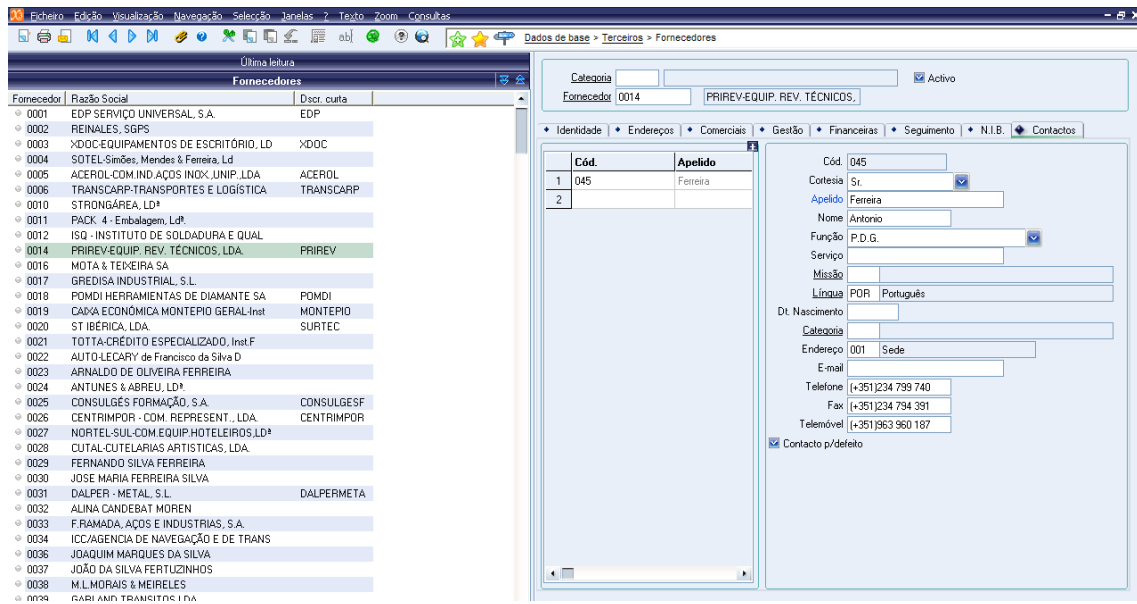 Ficheiro Edição Visualização Navegação Selecção Janelas ? Texto Zoom Consultas
Dados de base > Terceiros > Fornecedores
Última leitura
Fornecedores
Fornecedor Razão Social Dscr. curta
0001 EDP SERVIÇO UNIVERSAL, S.A. EDP
0002 REINALES, SGPS
0003 XDOC-EQUIPAMENTOS DE ESCRITÓRIO, LD XDOC
0004 SOTEL-Simões, Mendes & Ferreira, Ld
0005 ACEROL-COM.IND.AÇOS INOX.,UNIP.,LDA ACEROL
0006 TRANSCARP-TRANSPORTES E LOGÍSTICA TRANSCARP
0010 STRONGÁREA, LDª
0011 PACK 4 - Embalagem, Ldª.
0012 ISQ - INSTITUTO DE SOLDADURA E QUAL
0014 PRIREV-EQUIP. REV. TÉCNICOS, LDA. PRIREV
0016 MOTA & TEIXEIRA SA
0017 GREDISA INDUSTRIAL, S.L.
0018 POMDI HERRAMIENTAS DE DIAMANTE SA POMDI
0019 CAIXA ECONÓMICA MONTEPIO GERAL-Inst MONTEPIO
0020 ST IBÉRICA, LDA. SURTEC
0021 TOTTA-CRÉDITO ESPECIALIZADO, Inst.F
0022 AUTO-LECARY de Francisco da Silva D
0023 ARNALDO DE OLIVEIRA FERREIRA
0024 ANTUNES & ABREU, LDª.
0025 CONSULGÉS FORMAÇÃO, S.A. CONSULGESF
0026 CENTRIMPOR - COM. REPRESENT., LDA. CENTRIMPOR
0027 NORTEL-SUL-COM.EQUIP.HOTELEIROS,LDª
0028 CUTAL-CUTELARIAS ARTISTICAS, LDA.
0029 FERNANDO SILVA FERREIRA
0030 JOSE MARIA FERREIRA SILVA
0031 DALPER - METAL, S.L. DALPERMETA
0032 ALINA CANDEBAT MOREN
0033 F.RAMADA, AÇOS E INDUSTRIAS, S.A.
0034 ICC/AGENCIA DE NAVEGAÇÃO E DE TRANS
0036 JOAQUIM MARQUES DA SILVA
0037 JOÃO DA SILVA FERTUZINHOS
0038 M.L.MORAIS & MEIRELES
0039 GARLAND TRANSITOS LDA
Categoria Activo
Fornecedor 0014 PRIREV-EQUIP. REV. TÉCNICOS,
Identidade Endereços Comerciais Gestão Financeiras Seguimento N.I.B. Contactos
Cód. Apelido
1 045 Ferreira
2
Cód. 045
Cortesia Sr.
Apelido Ferreira
Nome Antonio
Função P.D.G.
Serviço
Missão
Língua POR Português
Dt. Nascimento
Categoria
Endereço 001 Sede
E-mail
Telefone (+351)234 799 740
Fax (+351)234 794 391
Telemóvel (+351)963 960 187
Contacto p/defeito